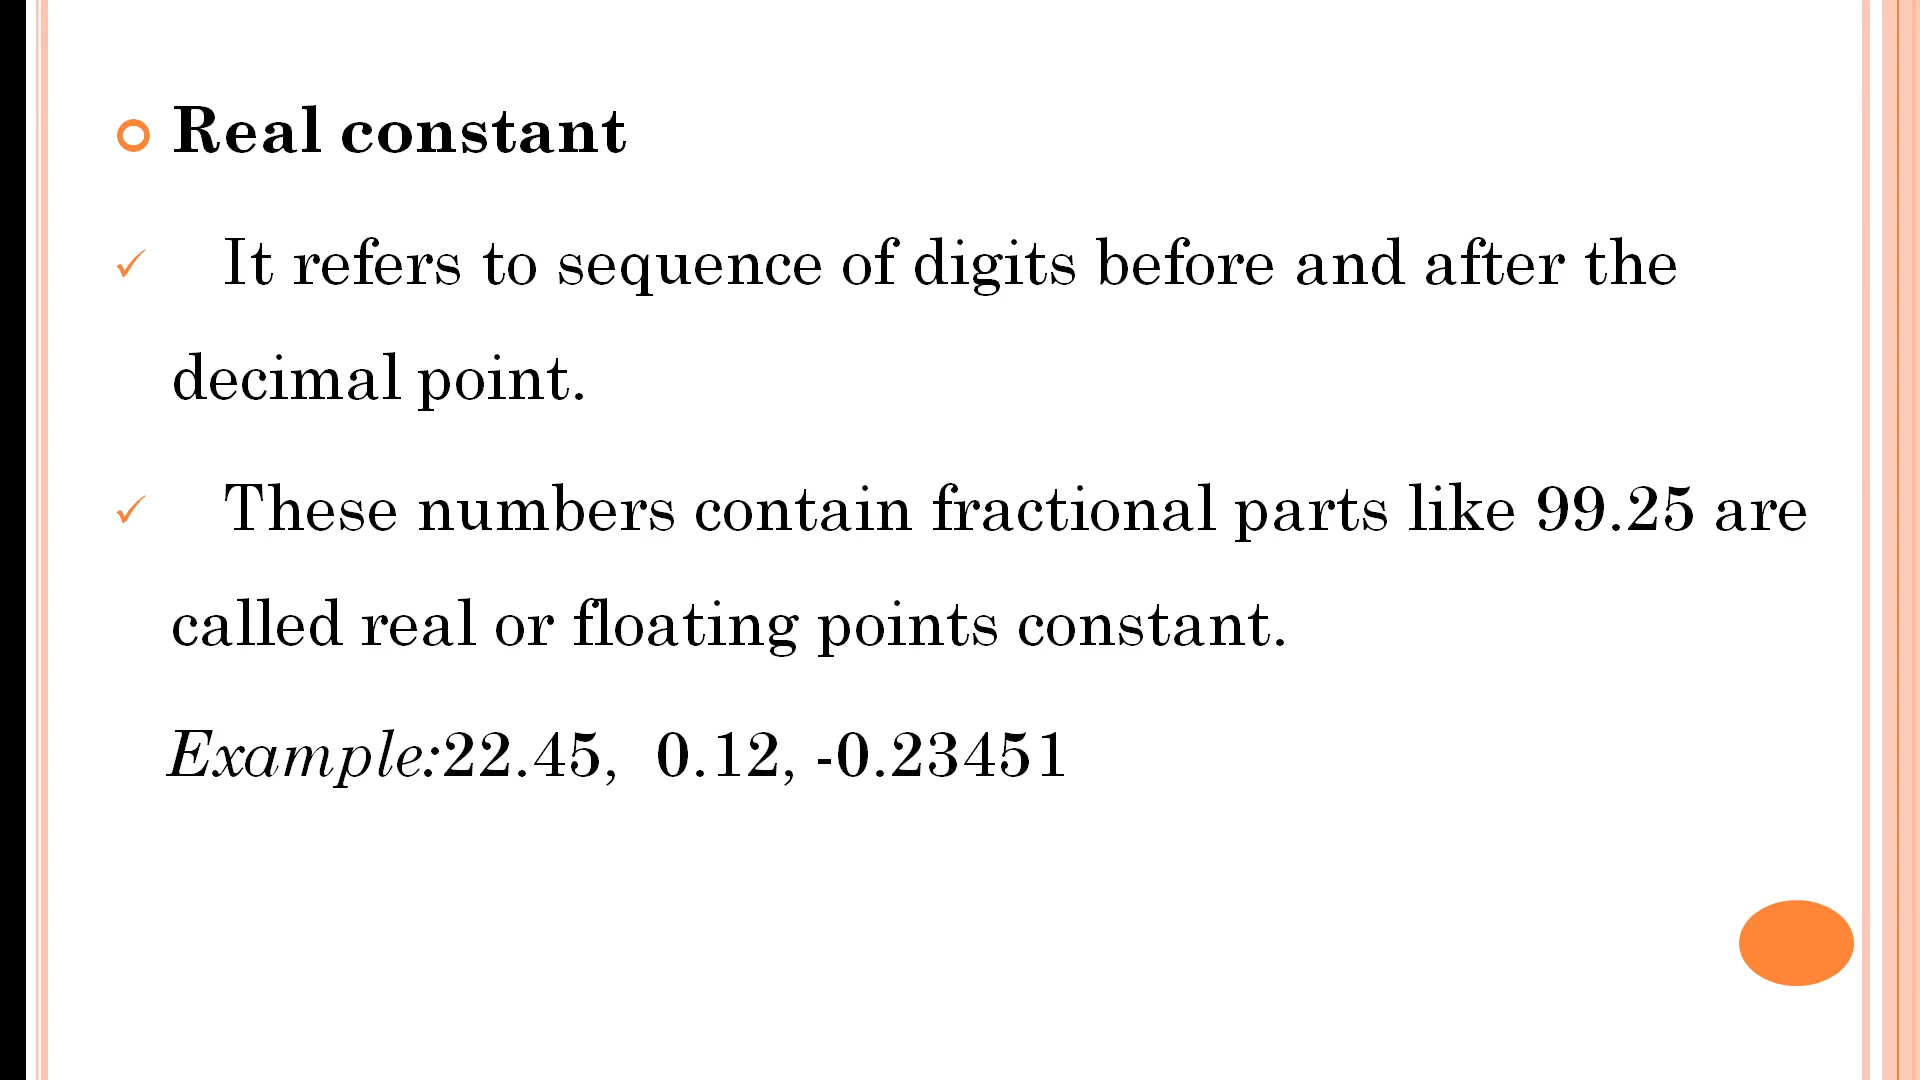 Real constant
It refers to sequence of digits before and after the
decimal point.
These numbers contain fractional parts like 99.25 are
called real or floating points constant.
Example:22.45,  0.12, -0.23451